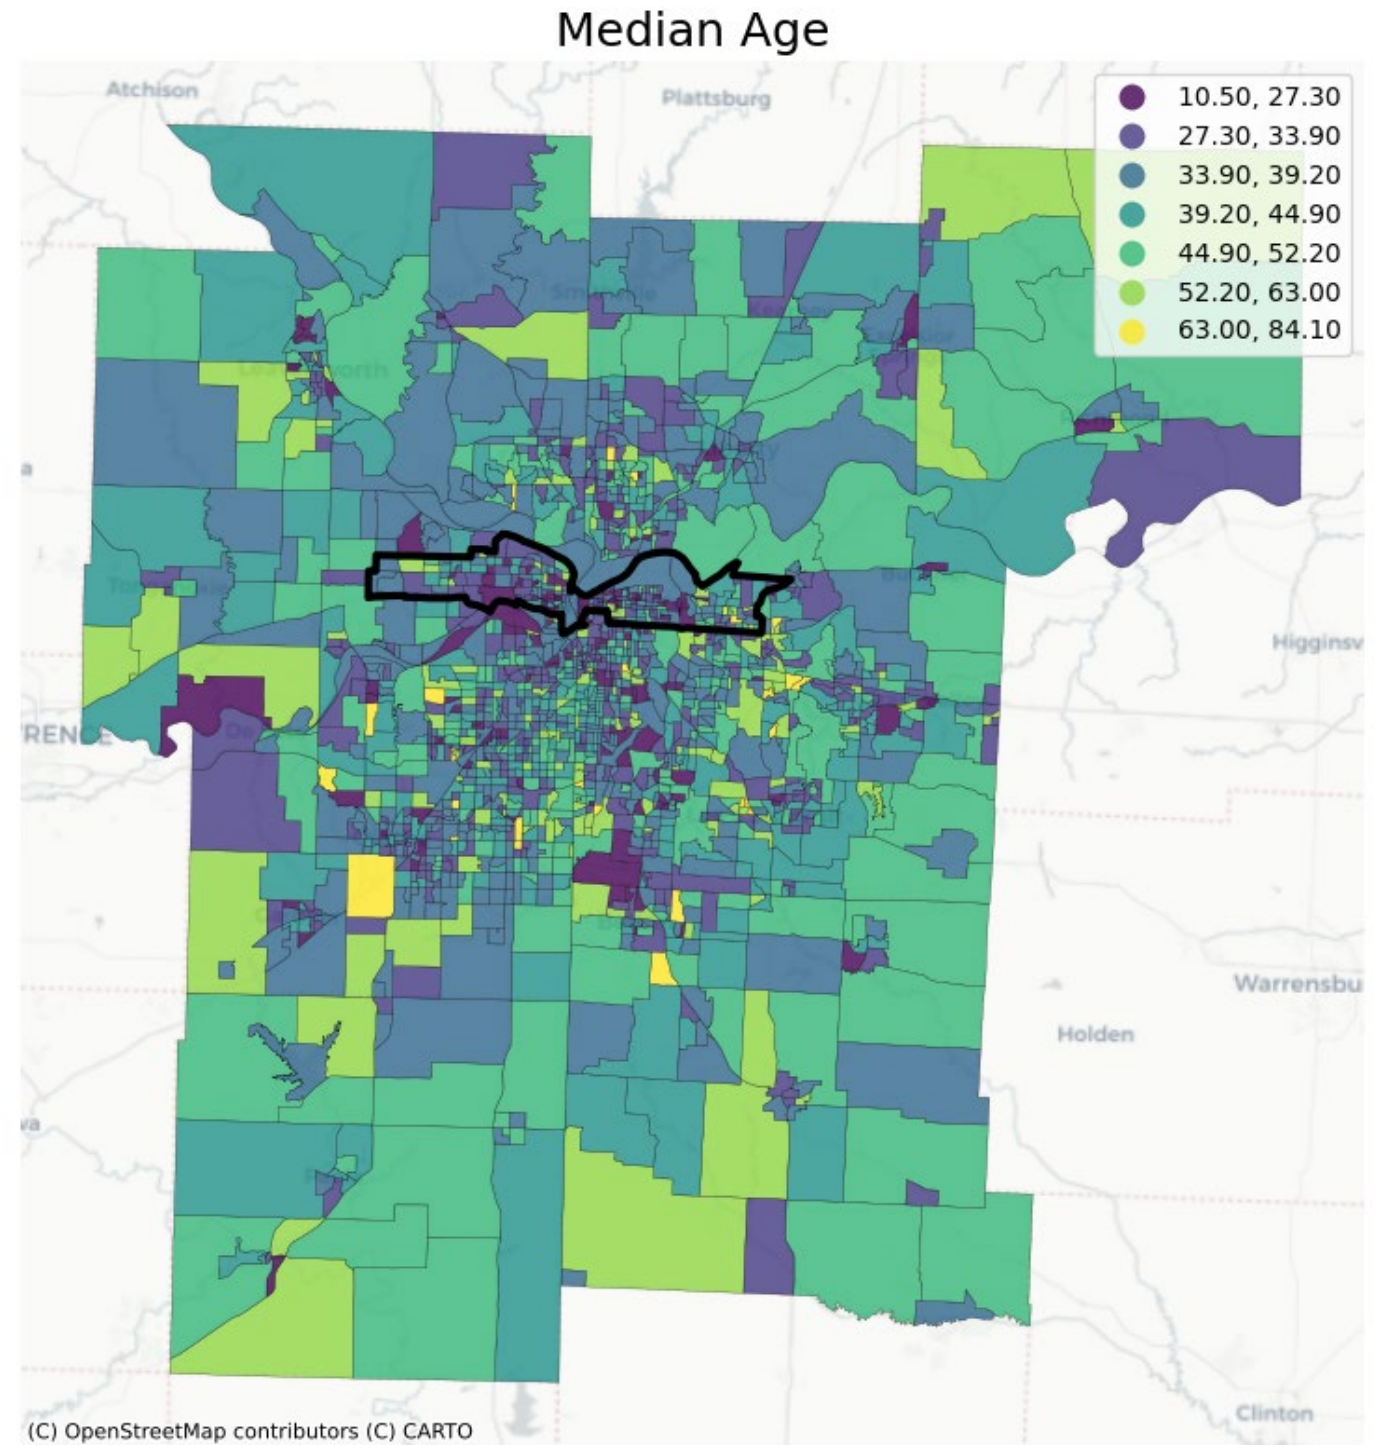 Median Age
Atchison
Plattsburg
10.50, 27.30
27.30, 33.90
33.90, 39.20
39.20, 44.90
44.90, 52.20
52.20, 63.00
63.00, 84.10
Higginsv
RENCE
De
Warrensbu
Holden
Clinton
(C) OpenStreetMap contributors (C) CARTO